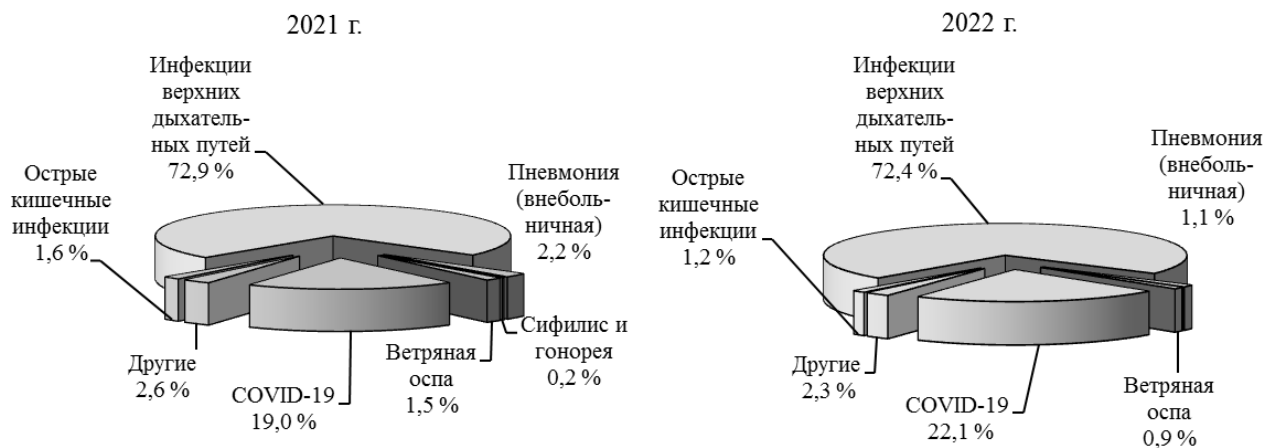 2021 г.
Инфекции
верхних
дыхатель-
ных путей
72,9 %
Острые
кишечные
инфекции
1,6 %
Пневмония
(внеболь-
ничная)
2,2 %
Сифилис и
гонорея
0,2 %
Ветряная
оспа
1,5 %
COVID-19
19,0 %
Другие
2,6 %
2022 г.
Инфекции
верхних
дыхатель-
ных путей
72,4 %
Острые
кишечные
инфекции
1,2 %
Пневмония
(внеболь-
ничная)
1,1 %
Ветряная
оспа
0,9 %
COVID-19
22,1 %
Другие
2,3 %